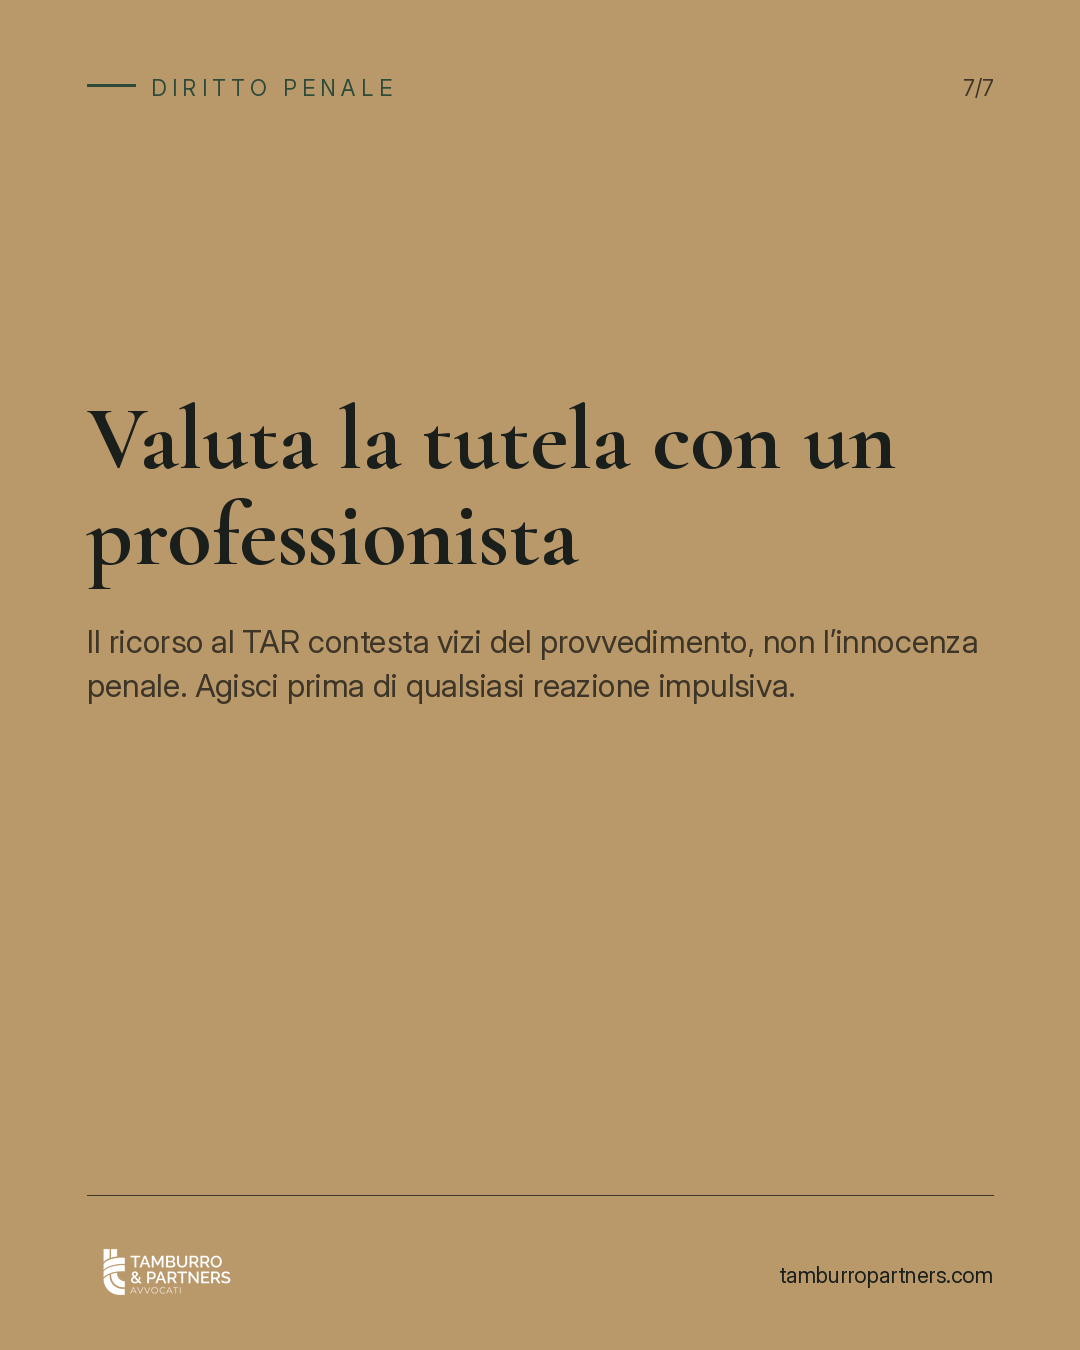 DIRITTO PENALE
7/7
Valuta la tutela con un
professionista
Il ricorso al TAR contesta vizi del provvedimento, non l’innocenza
penale. Agisci prima di qualsiasi reazione impulsiva.
TAMBURRO
& PARTNERS
AVVOCATI
tamburropartners.com